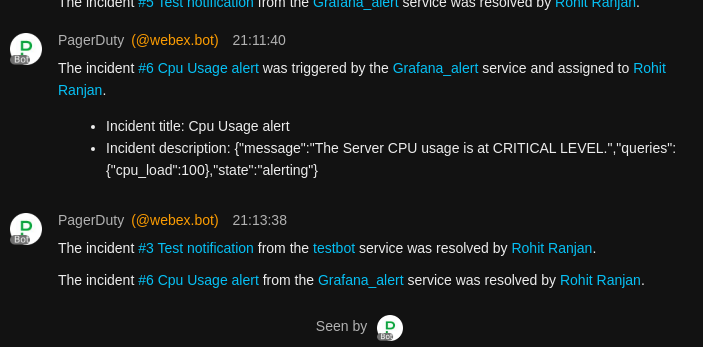 The incident #5 Test notification from the Grafana_alert service was resolved by Rohit Ranjan.
PagerDuty (@webex.bot) 21:11:40
The incident #6 Cpu Usage alert was triggered by the Grafana_alert service and assigned to Rohit
Ranjan.
• Incident title: Cpu Usage alert
• Incident description: {"message":"The Server CPU usage is at CRITICAL LEVEL.","queries":
{"cpu_load":100},"state":"alerting"}
PagerDuty (@webex.bot) 21:13:38
The incident #3 Test notification from the testbot service was resolved by Rohit Ranjan.
The incident #6 Cpu Usage alert from the Grafana_alert service was resolved by Rohit Ranjan.
Seen by
P
Bot